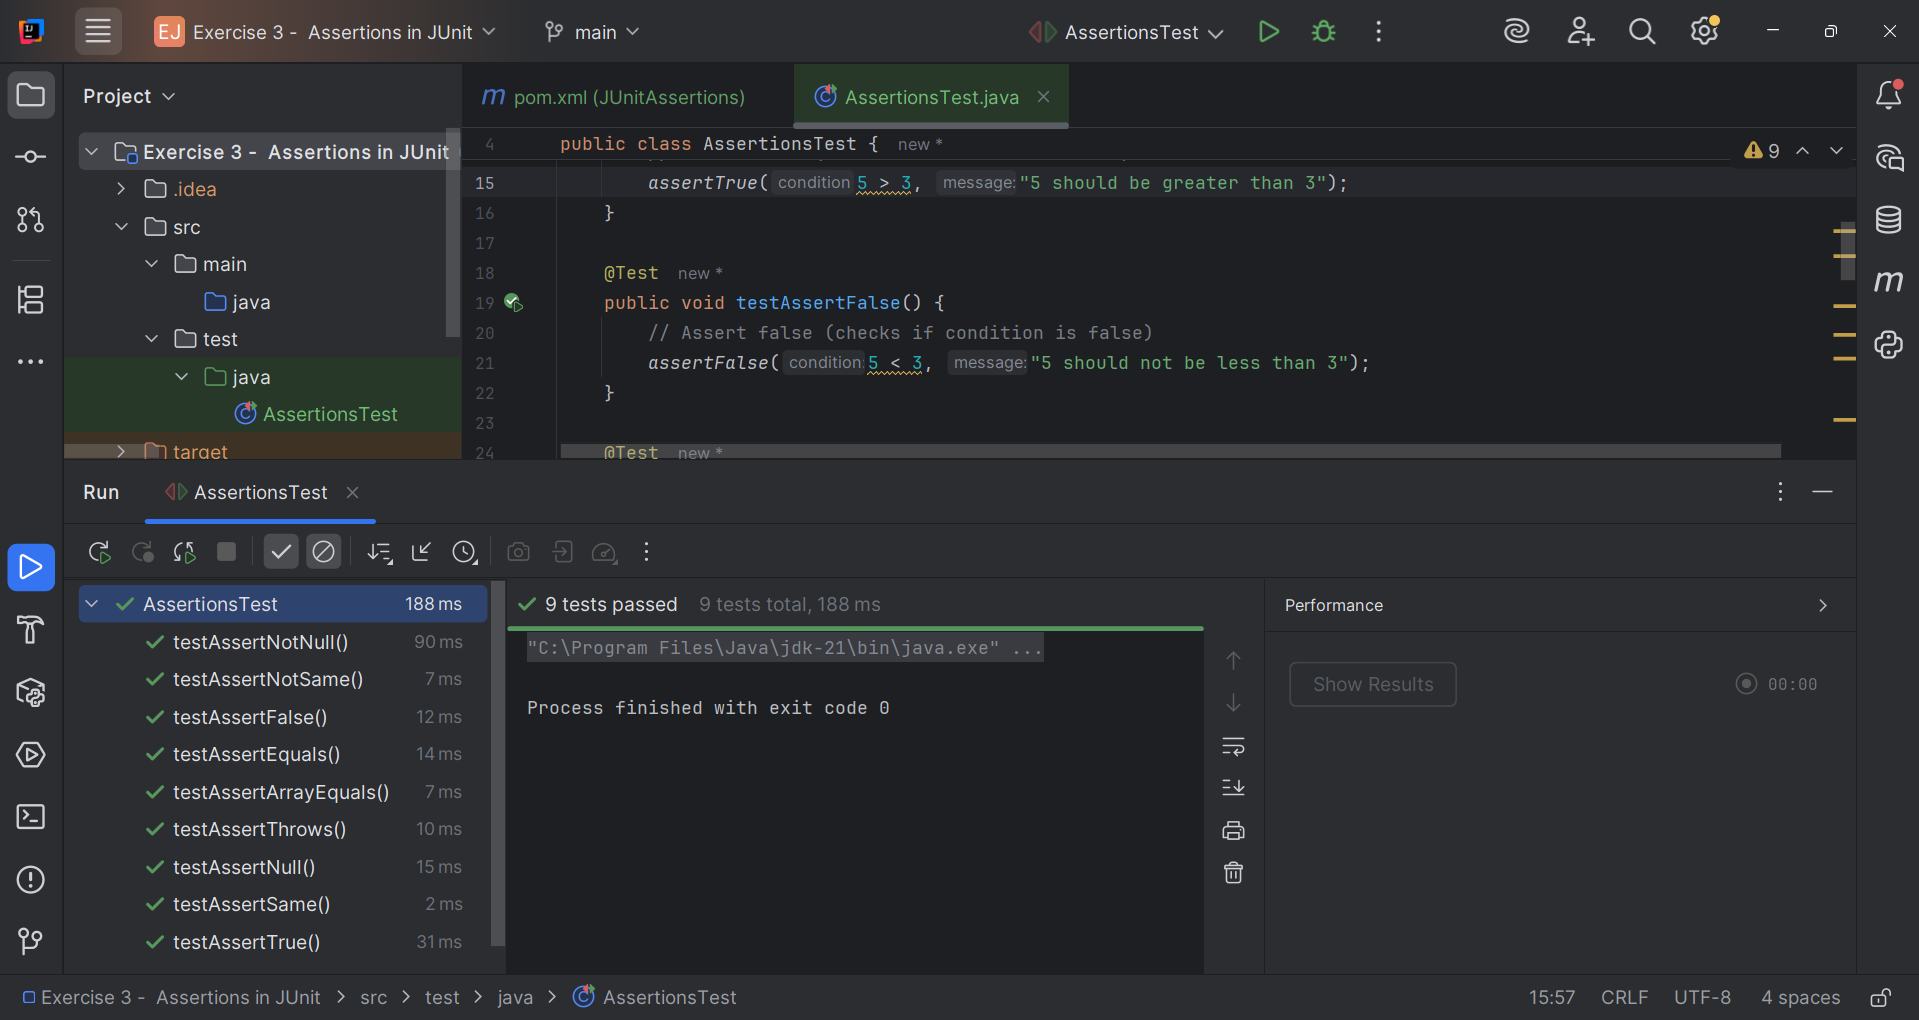 EJ Exercise 3 - Assertions in JUnit
main
AssertionsTest
Project
m pom.xml (JUnitAssertions)
AssertionsTest.java
Exercise 3 - Assertions in JUnit
.idea
src
main
java
test
java
AssertionsTest
target
4 public class AssertionsTest { new *
9
15 assertTrue( condition 5 > 3, message: "5 should be greater than 3");
16 }
17
18 @Test new *
19 public void testAssertFalse() {
20 // Assert false (checks if condition is false)
21 assertFalse( condition: 5 < 3, message: "5 should not be less than 3");
22 }
23
24 @Test new *
m
Run
AssertionsTest
AssertionsTest 188 ms
testAssertNotNull() 90 ms
testAssertNotSame() 7 ms
testAssertFalse() 12 ms
testAssertEquals() 14 ms
testAssertArrayEquals() 7 ms
testAssertThrows() 10 ms
testAssertNull() 15 ms
testAssertSame() 2 ms
testAssertTrue() 31 ms
9 tests passed 9 tests total, 188 ms
"C:\Program Files\Java\jdk-21\bin\java.exe" ...
Process finished with exit code 0
Performance
Show Results
00:00
Exercise 3 - Assertions in JUnit > src > test > java > AssertionsTest
15:57 CRLF UTF-8 4 spaces